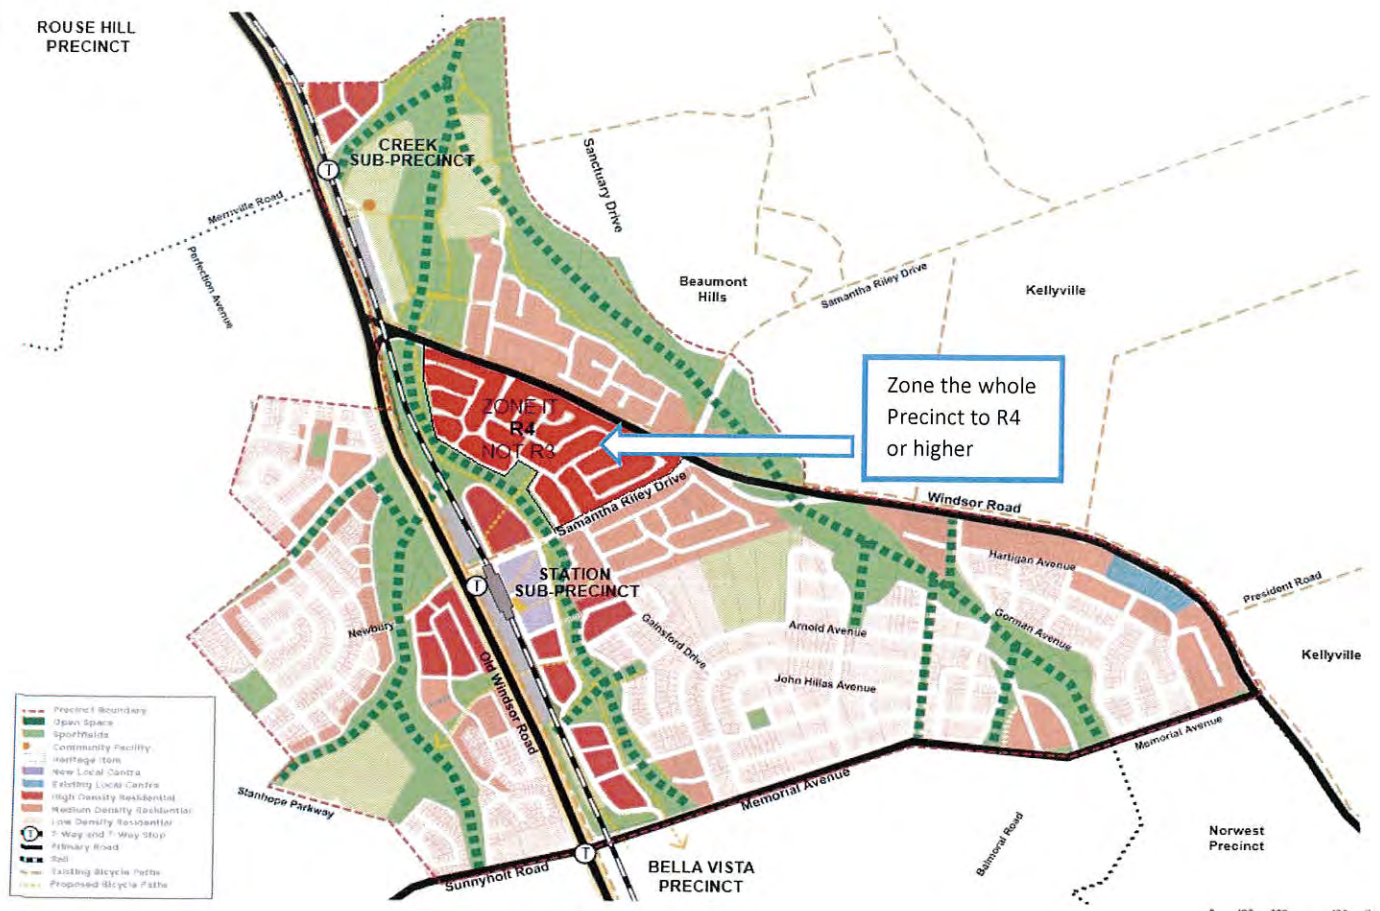 ROUSE HILL
PRECINCT
CREEK
SUB-PRECINCT
T
Merriville Road
Perfection Avenue
Sanctuary Drive
Beaumont
Hills
Samantha Riley Drive
Kellyville
ZONE IT
R4
NOT R3
Zone the whole
Precinct to R4
or higher
Samantha Riley Drive
Windsor Road
Hartigan Avenue
President Road
STATION
SUB-PRECINCT
T
Newbury
Gainsford Drive
Arnold Avenue
Gorman Avenue
John Hillas Avenue
Kellyville
Old Windsor Road
Memorial Avenue
Memorial Avenue
Stanhope Parkway
Balmoral Road
Norwest
Precinct
T
Sunnyholt Road
BELLA VISTA
PRECINCT
Precinct Boundary
Open Space
Sportfields
Community Facility
Heritage Item
New Local Centre
Existing Local Centre
High Density Residential
Medium Density Residential
Low Density Residential
T
T-Way and T-Way Stop
Primary Road
Rail
Existing Bicycle Paths
Proposed Bicycle Paths